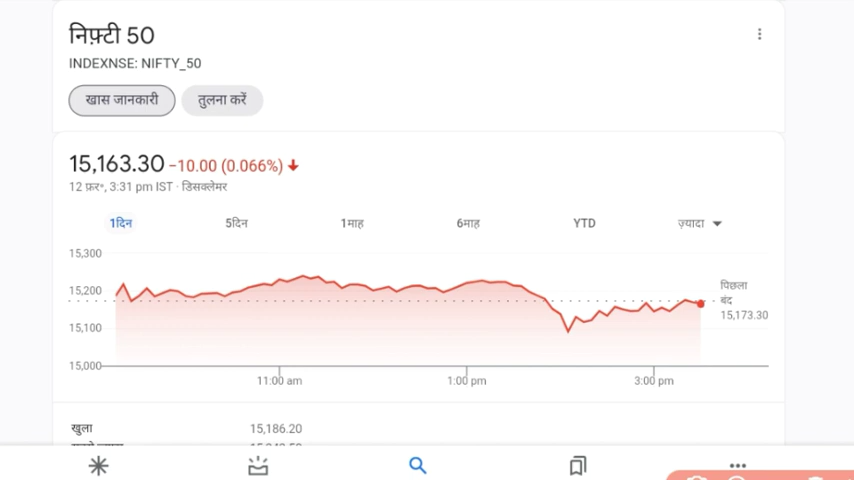 निफ़्टी 50
INDEXNSE: NIFTY_50
खास जानकारी तुलना करें
15,163.30 −10.00 (0.066%) ↓
12 फ़र॰, 3:31 pm IST · डिसक्लेमर
1दिन 5दिन 1माह 6माह YTD ज़्यादा
15,300
15,200
15,100
15,000
पिछला
बंद
15,173.30
11:00 am 1:00 pm 3:00 pm
खुला 15,186.20